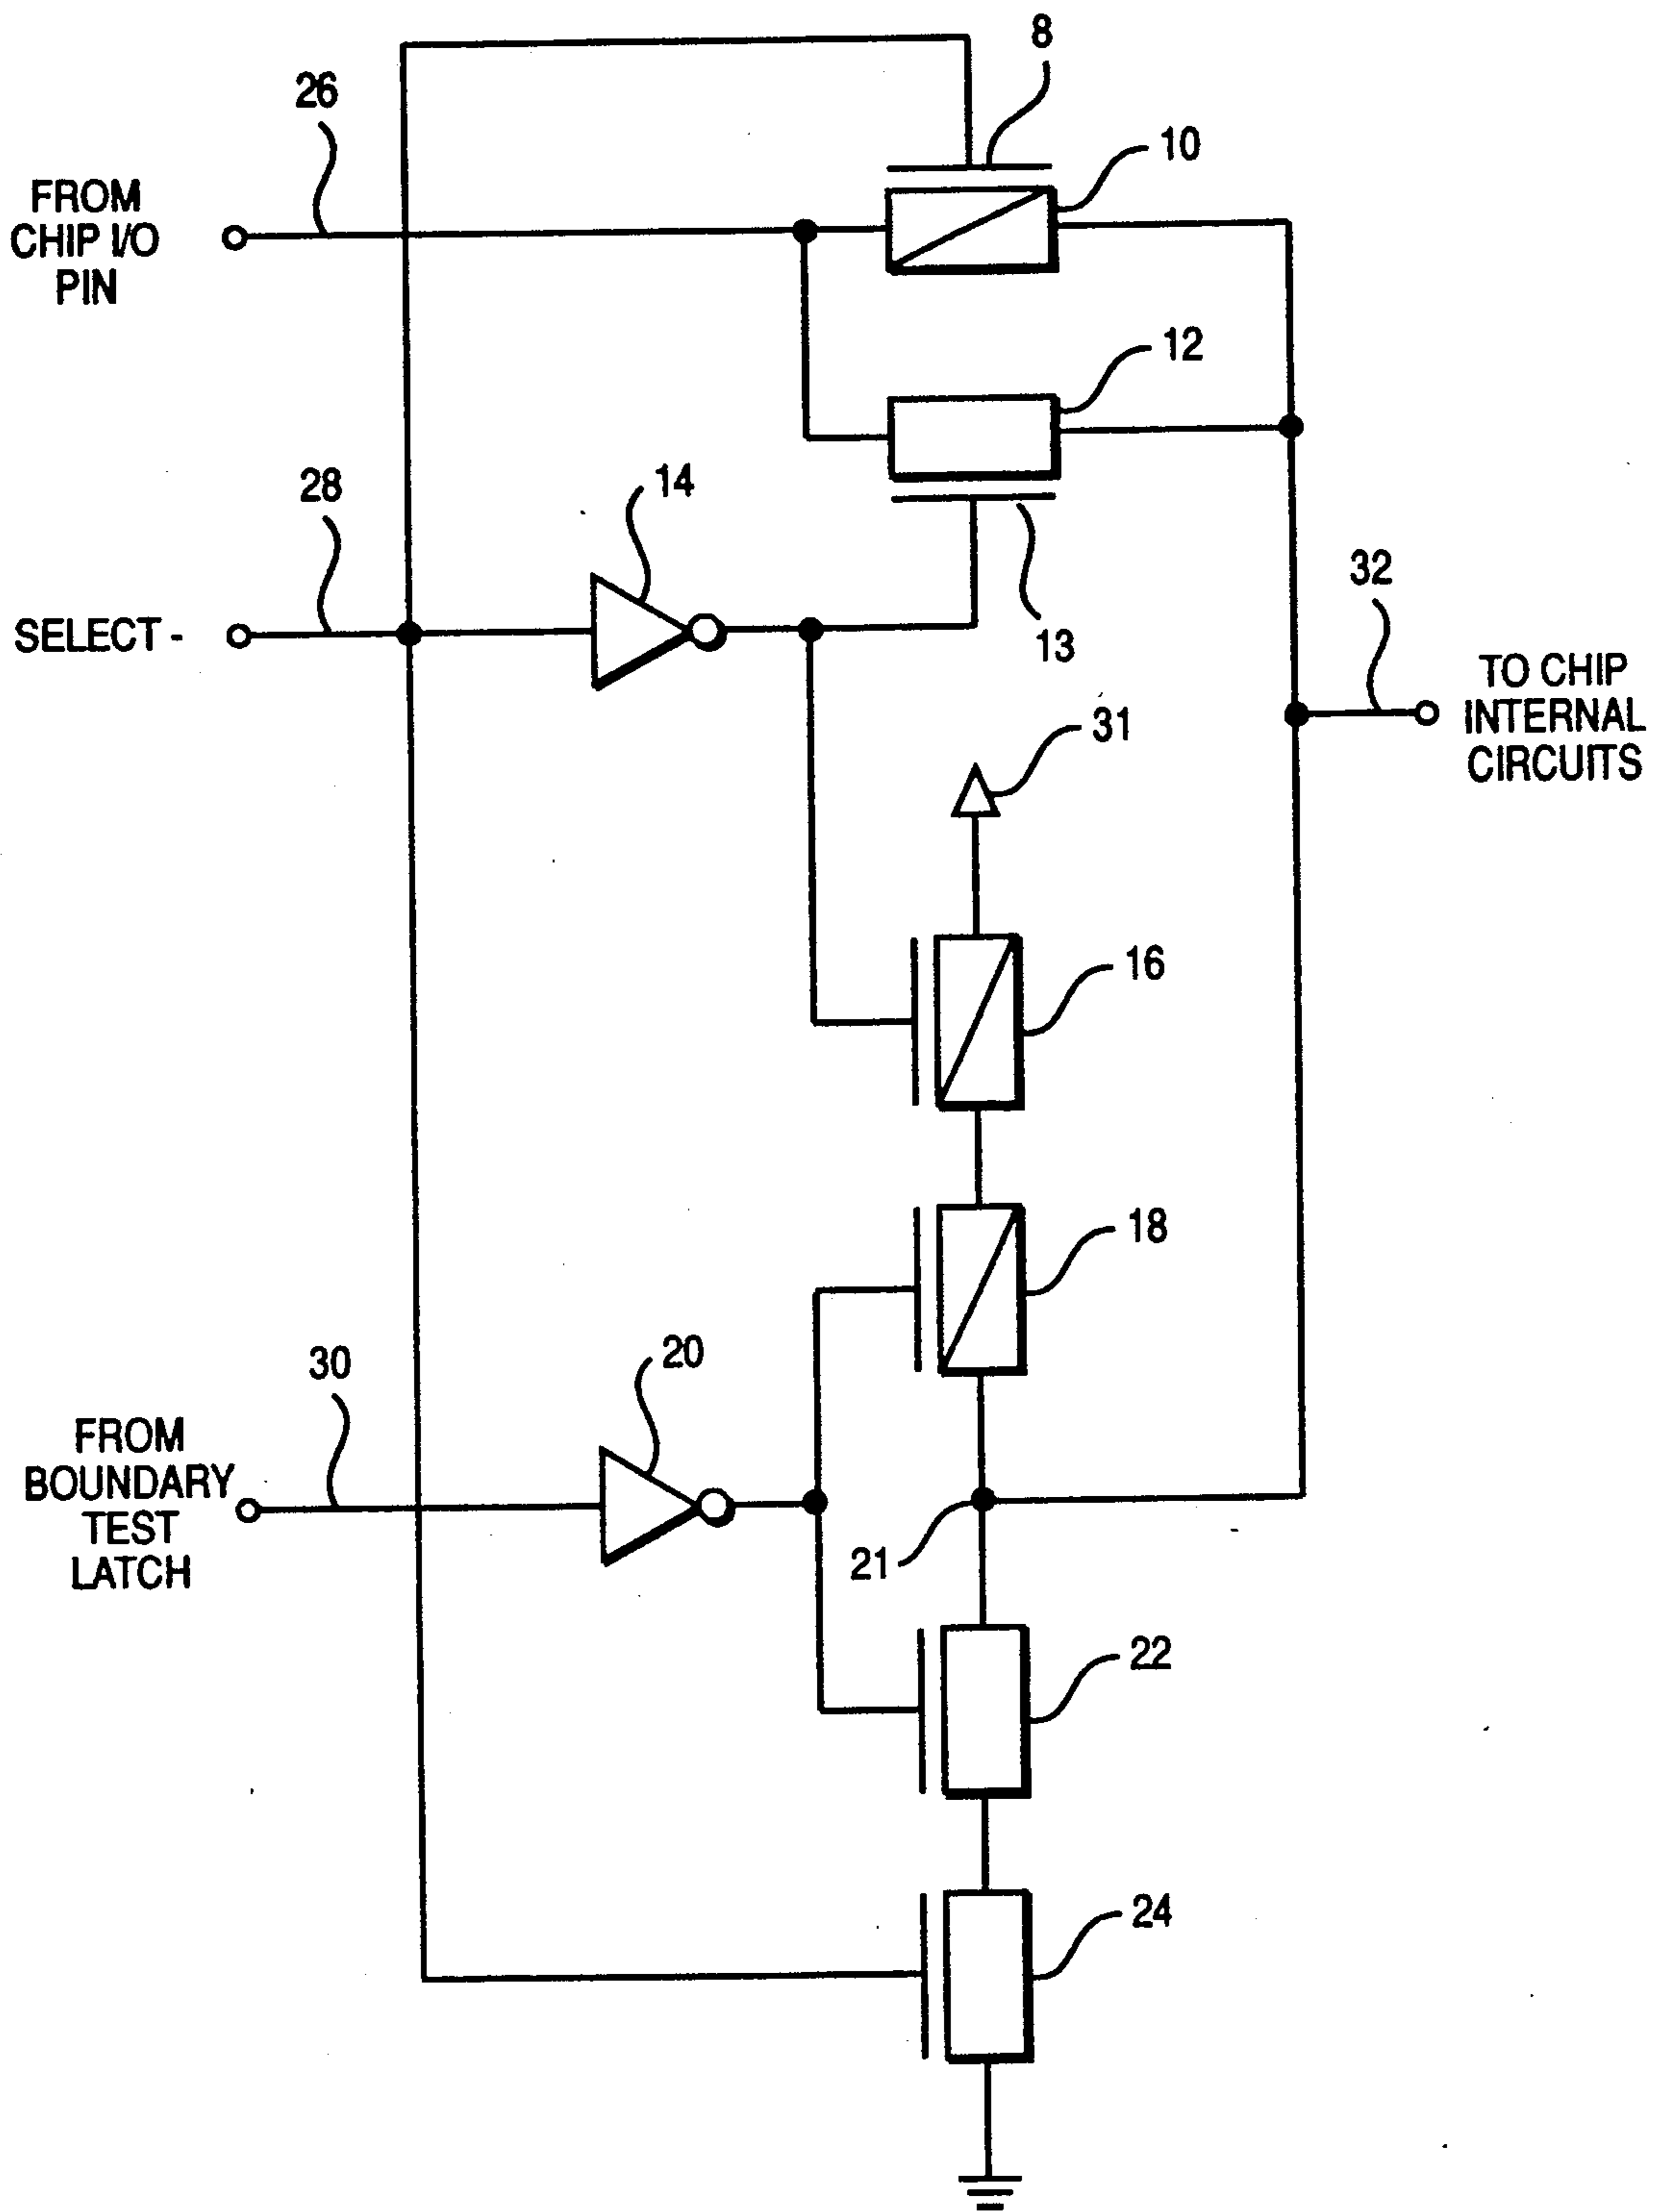 8
26
10
FROM
CHIP I/O
PIN
12
28
14
SELECT -
13
32
TO CHIP
INTERNAL
CIRCUITS
31
16
18
30
20
FROM
BOUNDARY
TEST
LATCH
21
22
24